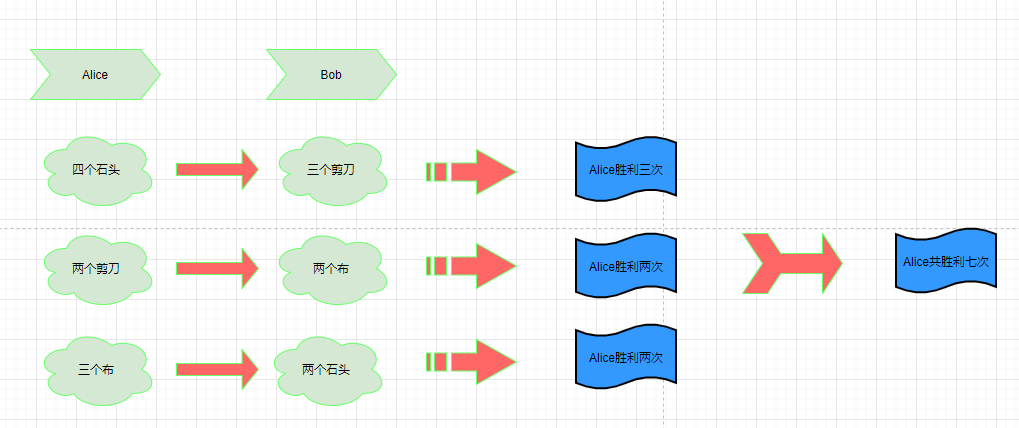 Alice
Bob
四个石头
三个剪刀
Alice胜利三次
两个剪刀
两个布
Alice胜利两次
Alice共胜利七次
三个布
两个石头
Alice胜利两次